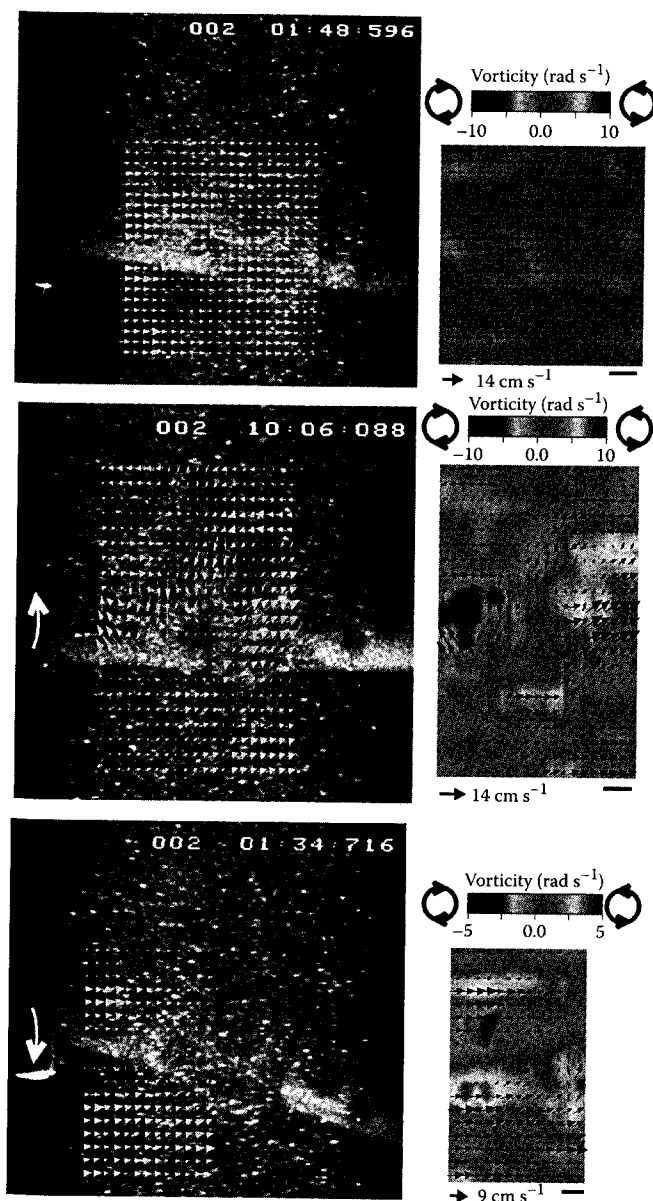 002 01:48:596
Vorticity (rad s⁻¹)
−10 0.0 10
14 cm s⁻¹
002 10:06:088
Vorticity (rad s⁻¹)
−10 0.0 10
14 cm s⁻¹
002 01:34:716
Vorticity (rad s⁻¹)
−5 0.0 5
9 cm s⁻¹